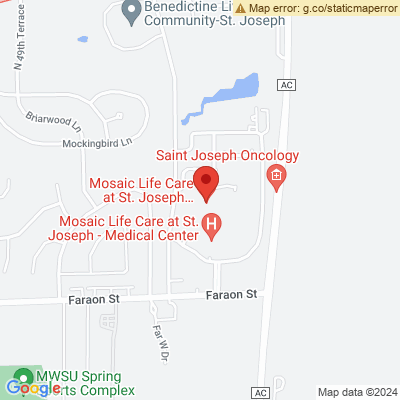 Map error: g.co/staticmaperror
Benedictine Li
Community-St. Joseph
N 49th Terrace
AC
Briarwood Ln
Mockingbird Ln
Saint Joseph Oncology
Mosaic Life Care
at St. Joseph...
Mosaic Life Care at St.
Joseph - Medical Center
H
Faraon St
Faraon St
Far W Dr
MWSU Spring
rts Complex
Google
AC
Map data ©2024